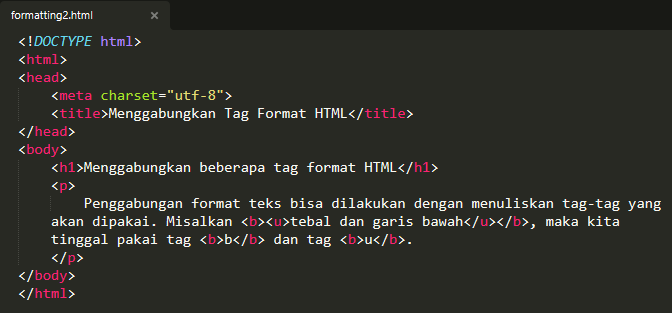 formatting2.html ×
<!DOCTYPE html>
<html>
<head>
    <meta charset="utf-8">
    <title>Menggabungkan Tag Format HTML</title>
</head>
<body>
    <h1>Menggabungkan beberapa tag format HTML</h1>
    <p>
        Penggabungan format teks bisa dilakukan dengan menuliskan tag-tag yang
    akan dipakai. Misalkan <b><u>tebal dan garis bawah</u></b>, maka kita
    tinggal pakai tag <b>b</b> dan tag <b>u</b>.
    </p>
</body>
</html>